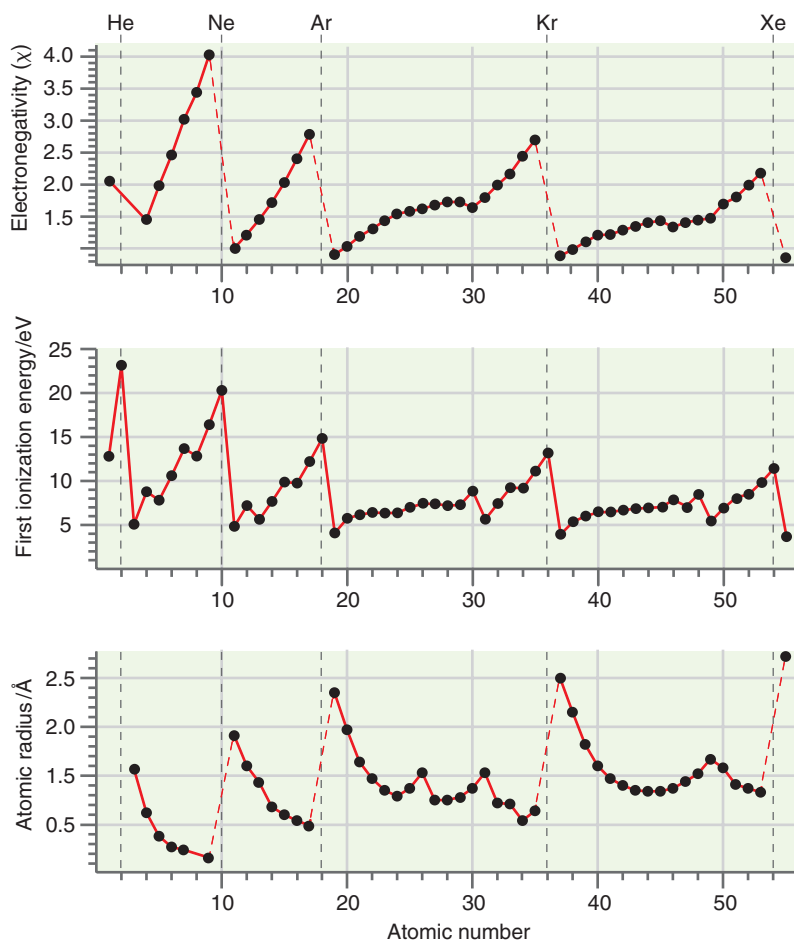 He Ne Ar Kr Xe
Electronegativity (χ)
4.0
3.5
3.0
2.5
2.0
1.5
10 20 30 40 50
First ionization energy/eV
25
20
15
10
5
10 20 30 40 50
Atomic radius/Å
2.5
2.0
1.5
0.5
10 20 30 40 50
Atomic number